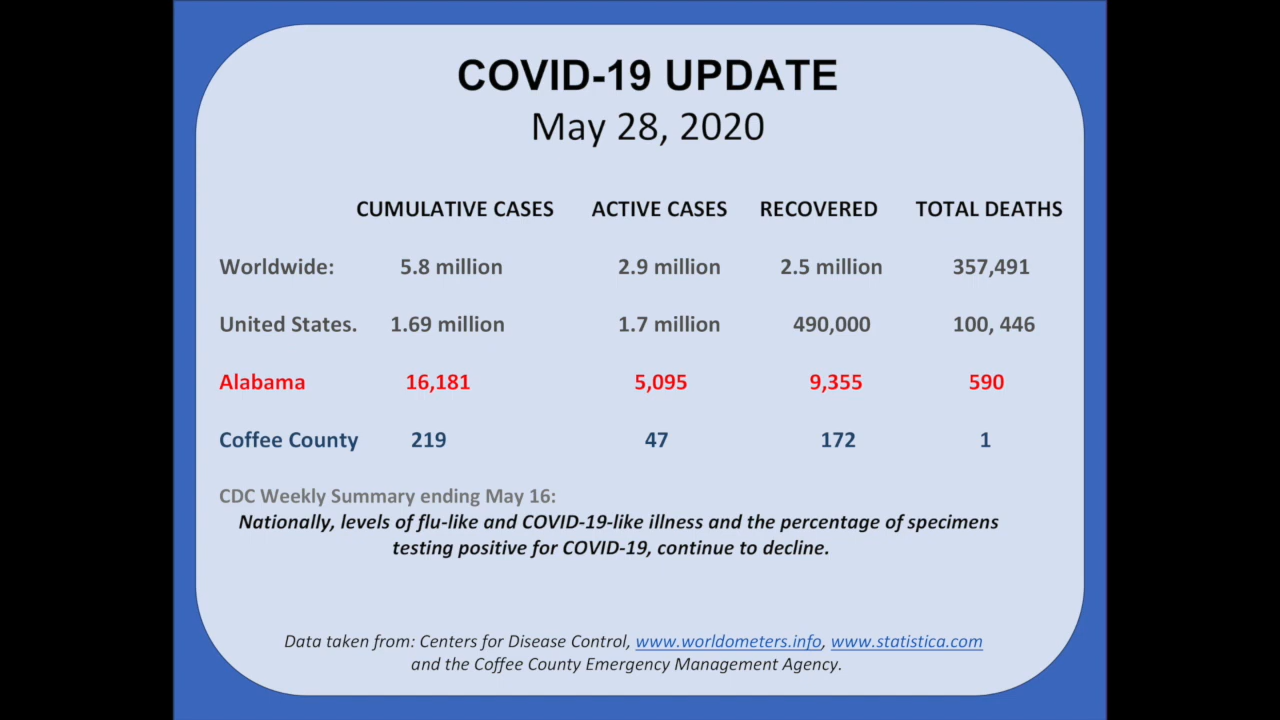 COVID-19 UPDATE
May 28, 2020
CUMULATIVE CASES ACTIVE CASES RECOVERED TOTAL DEATHS
Worldwide: 5.8 million 2.9 million 2.5 million 357,491
United States. 1.69 million 1.7 million 490,000 100, 446
Alabama 16,181 5,095 9,355 590
Coffee County 219 47 172 1
CDC Weekly Summary ending May 16:
Nationally, levels of flu-like and COVID-19-like illness and the percentage of specimens
testing positive for COVID-19, continue to decline.
Data taken from: Centers for Disease Control, www.worldometers.info, www.statistica.com
and the Coffee County Emergency Management Agency.